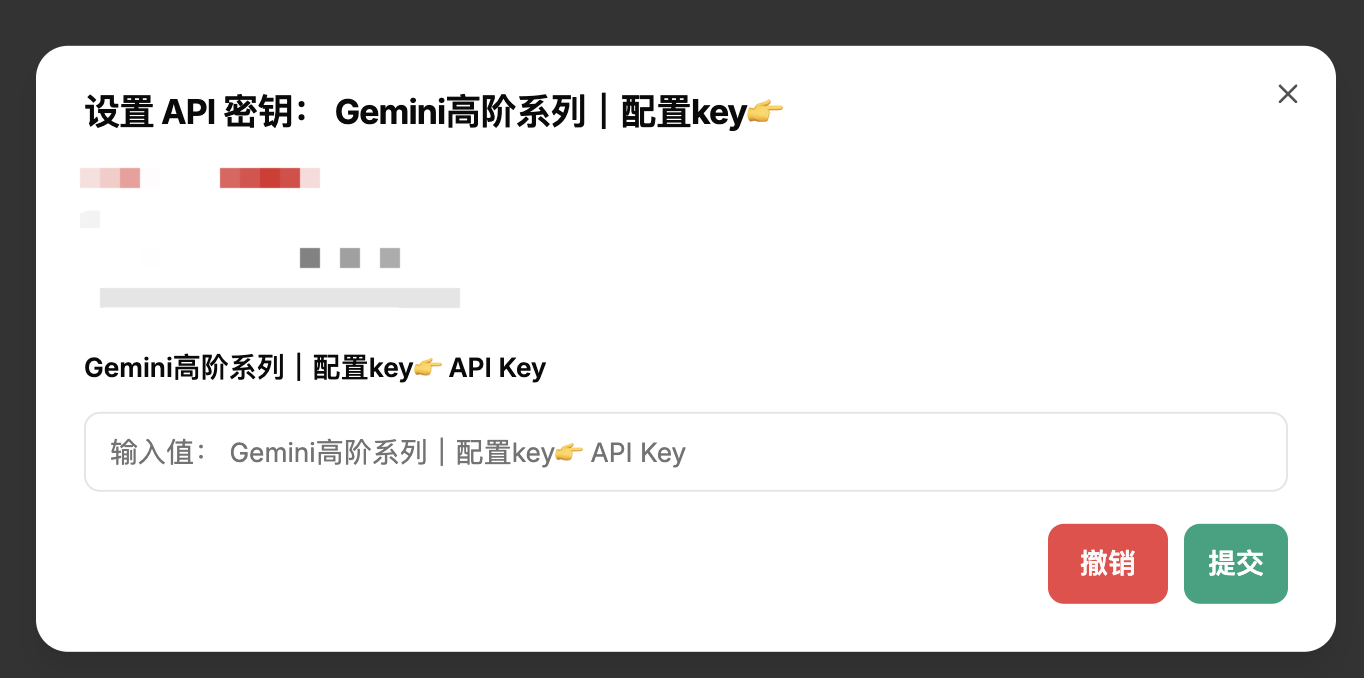 设置 API 密钥： Gemini高阶系列｜配置key👉
Gemini高阶系列｜配置key👉 API Key
输入值： Gemini高阶系列｜配置key👉 API Key
撤销
提交